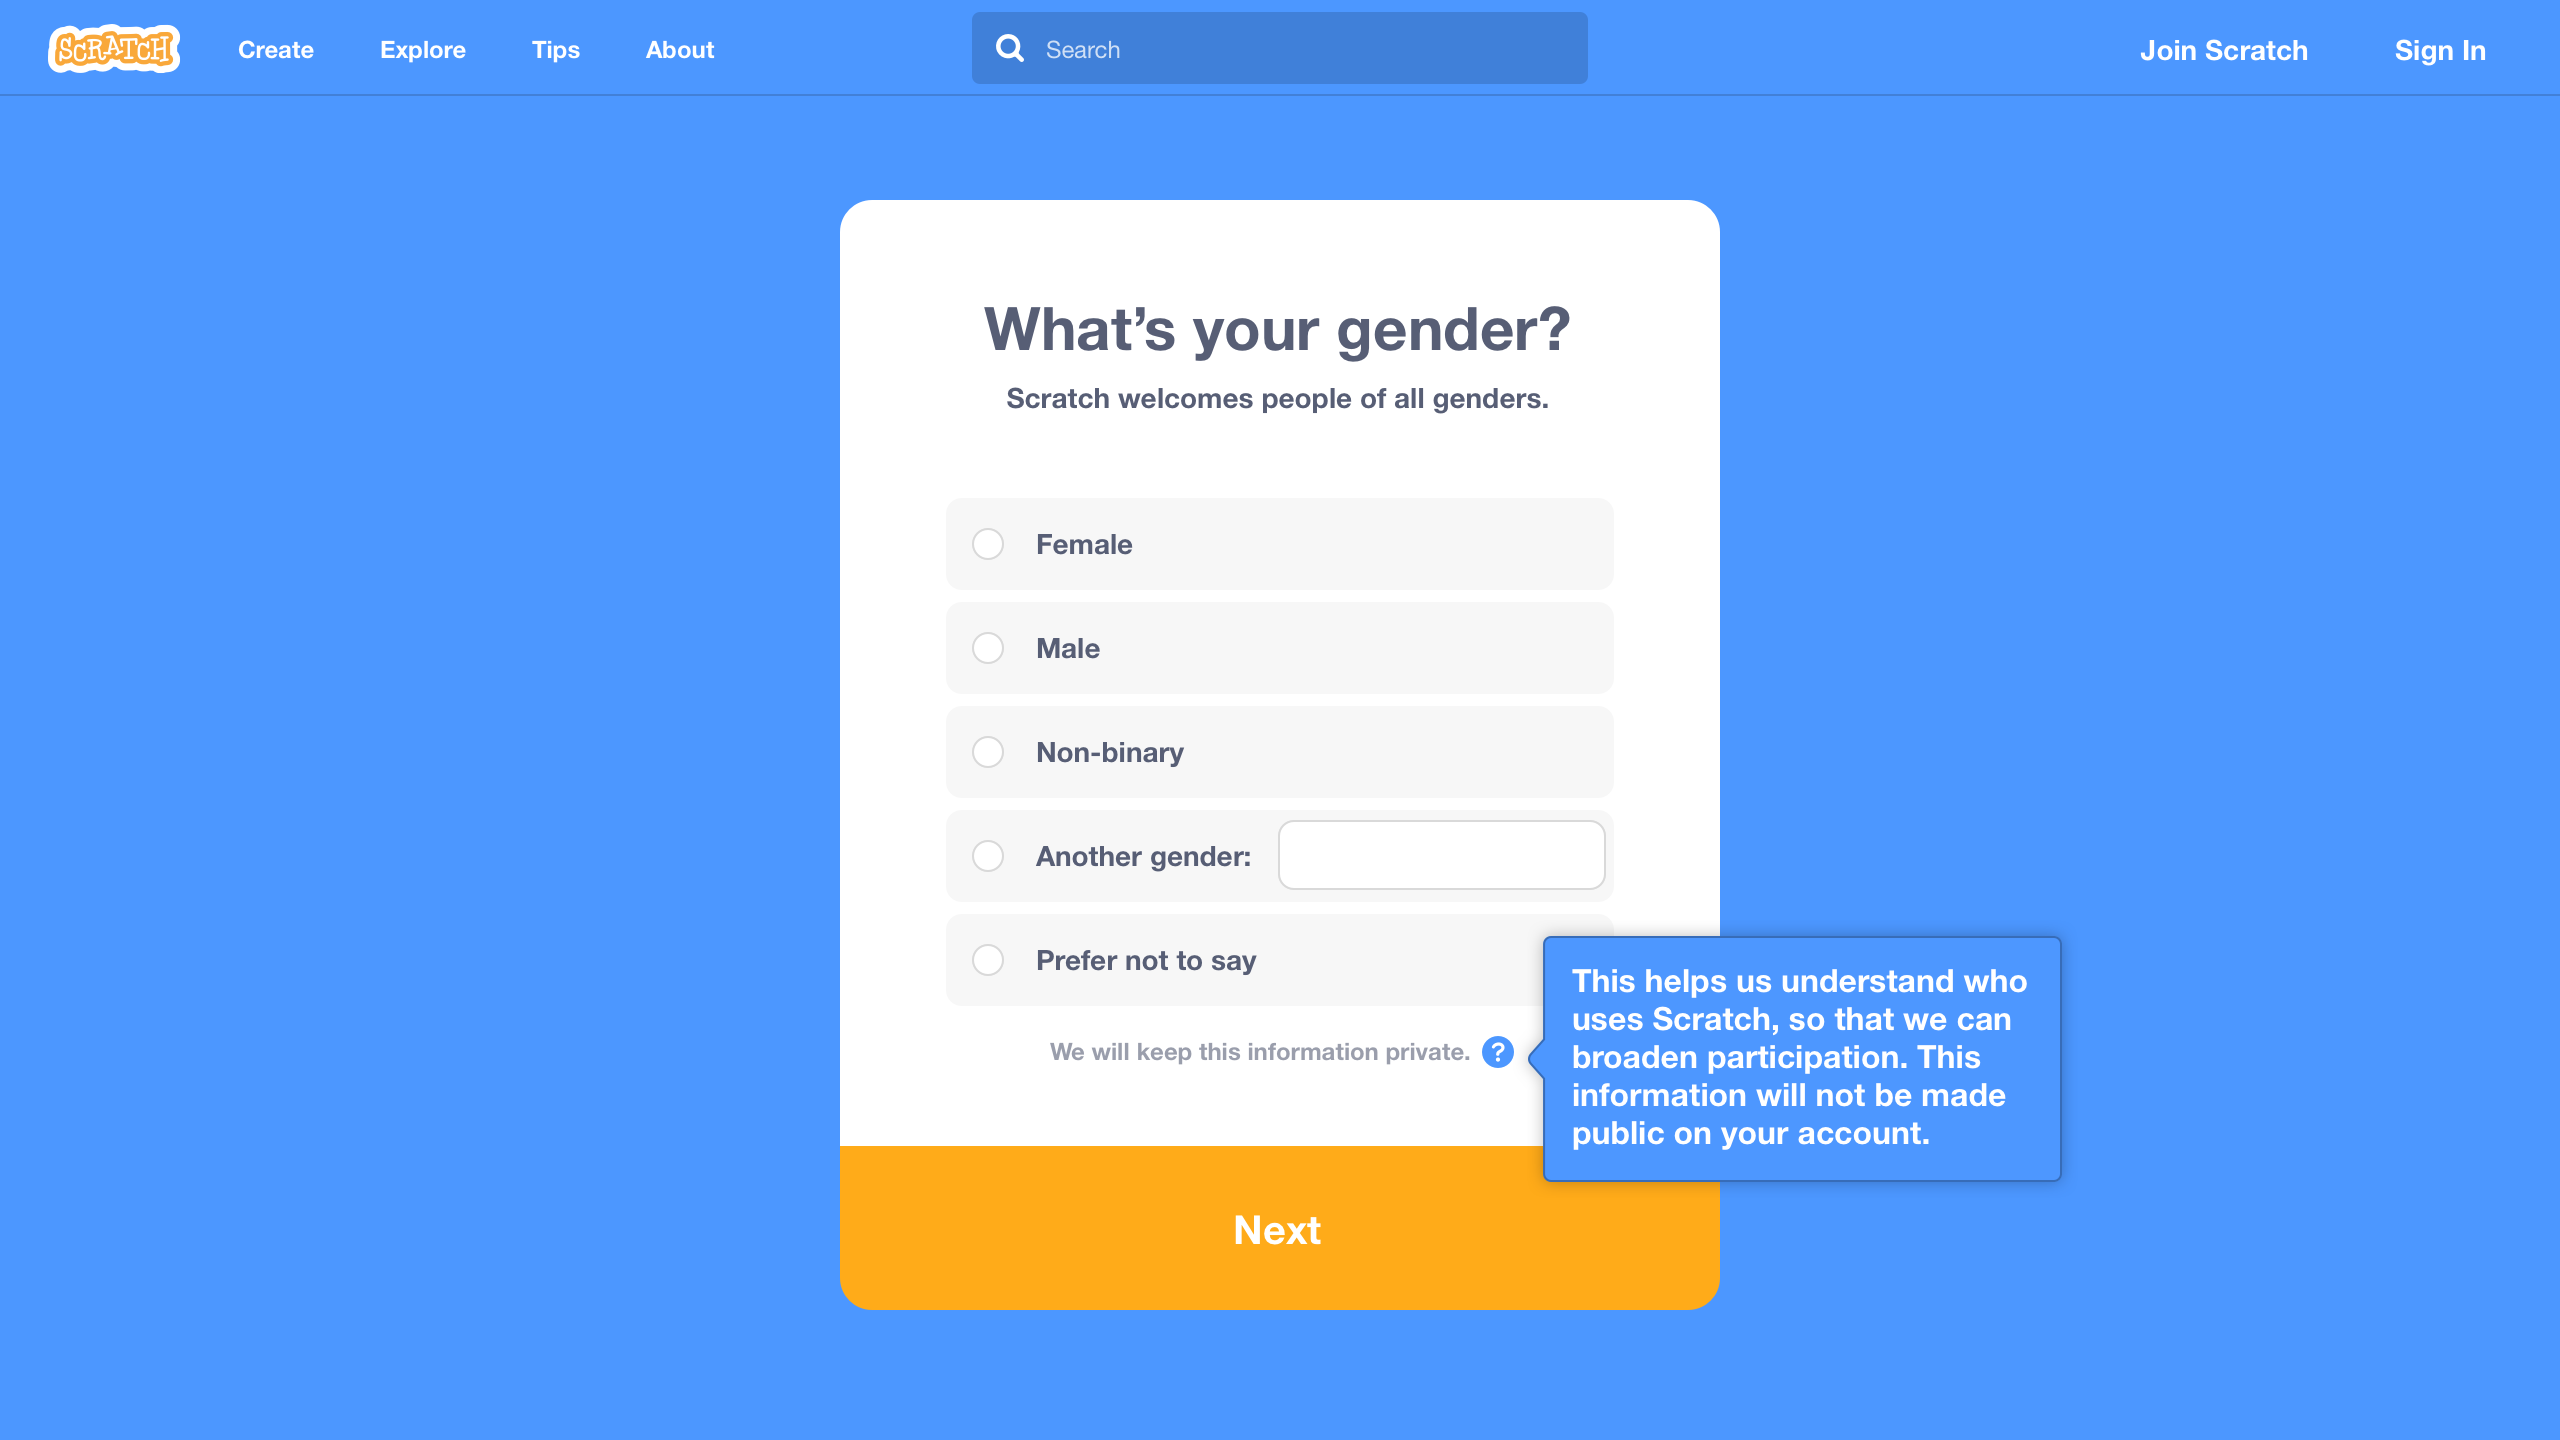 SCRATCH
Create
Explore
Tips
About
Search
Join Scratch
Sign In
What’s your gender?
Scratch welcomes people of all genders.
Female
Male
Non-binary
Another gender:
Prefer not to say
We will keep this information private.
?
This helps us understand who
uses Scratch, so that we can
broaden participation. This
information will not be made
public on your account.
Next